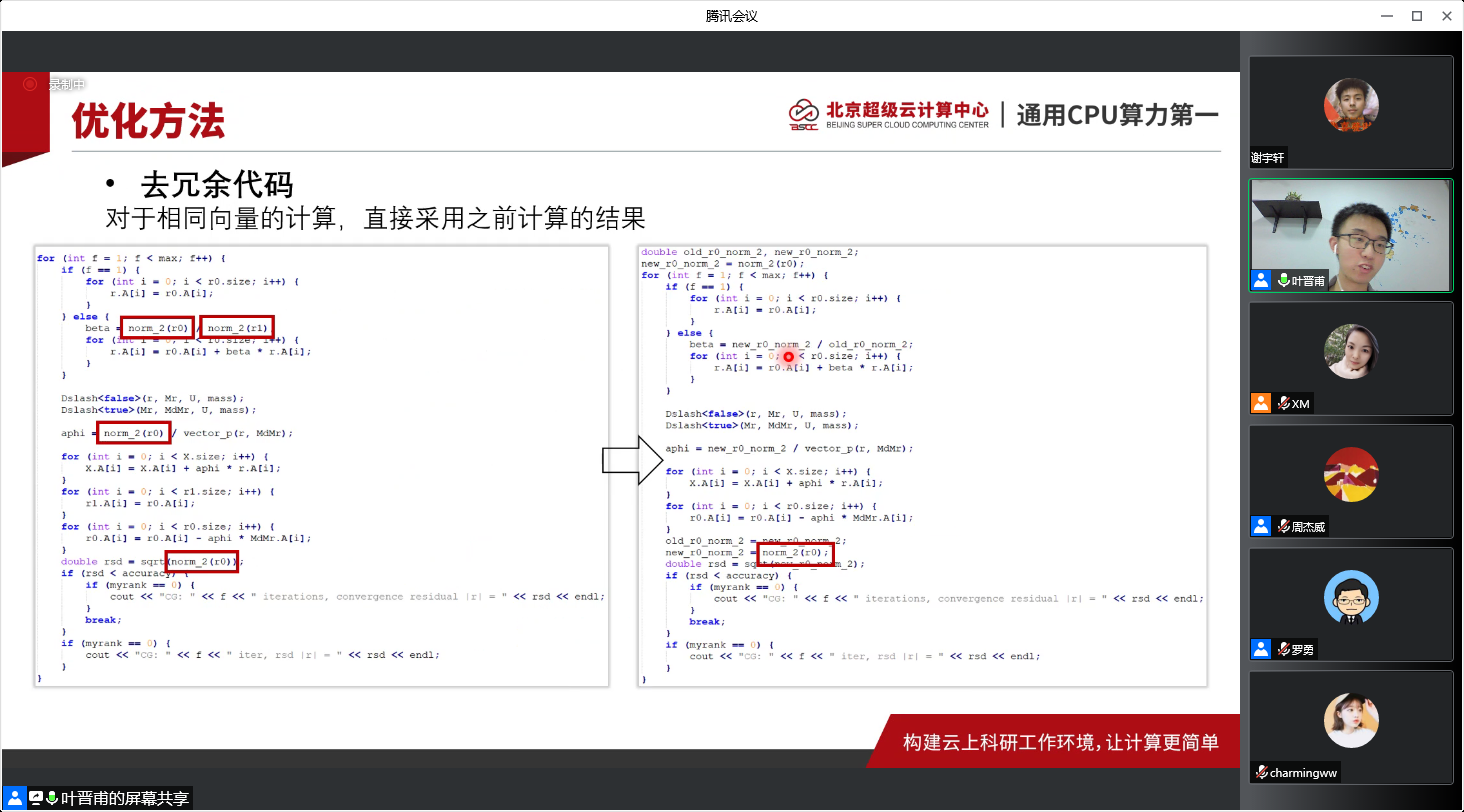 腾讯会议
录制中
优化方法
北京超级云计算中心
BEIJING SUPER CLOUD COMPUTING CENTER
BSCC
通用CPU算力第一
• 去冗余代码
对于相同向量的计算，直接采用之前计算的结果
for (int f = 1; f < max; f++) {
if (f == 1) {
for (int i = 0; i < r0.size; i++) {
r.A[i] = r0.A[i];
}
} else {
beta = norm_2(r0) / norm_2(r1)
for (int i = 0; i < r0.size; i++) {
r.A[i] = r0.A[i] + beta * r.A[i];
}
}
Dslash<false>(r, Mr, U, mass);
Dslash<true>(Mr, MdMr, U, mass);
aphi = norm_2(r0) / vector_p(r, MdMr);
for (int i = 0; i < X.size; i++) {
X.A[i] = X.A[i] + aphi * r.A[i];
}
for (int i = 0; i < r1.size; i++) {
r1.A[i] = r0.A[i];
}
for (int i = 0; i < r0.size; i++) {
r0.A[i] = r0.A[i] - aphi * MdMr.A[i];
}
double rsd = sqrt(norm_2(r0));
if (rsd < accuracy) {
if (myrank == 0) {
cout << "CG: " << f << " iterations, convergence residual |r| = " << rsd << endl;
}
break;
}
if (myrank == 0) {
cout << "CG: " << f << " iter, rsd |r| = " << rsd << endl;
}
}
double old_r0_norm_2, new_r0_norm_2;
new_r0_norm_2 = norm_2(r0);
for (int f = 1; f < max; f++) {
if (f == 1) {
for (int i = 0; i < r0.size; i++) {
r.A[i] = r0.A[i];
}
} else {
beta = new_r0_norm_2 / old_r0_norm_2;
for (int i = 0; i < r0.size; i++) {
r.A[i] = r0.A[i] + beta * r.A[i];
}
}
Dslash<false>(r, Mr, U, mass);
Dslash<true>(Mr, MdMr, U, mass);
aphi = new_r0_norm_2 / vector_p(r, MdMr);
for (int i = 0; i < X.size; i++) {
X.A[i] = X.A[i] + aphi * r.A[i];
}
for (int i = 0; i < r0.size; i++) {
r0.A[i] = r0.A[i] - aphi * MdMr.A[i];
}
old_r0_norm_2 = new_r0_norm_2;
new_r0_norm_2 = norm_2(r0);
double rsd = sqrt(new_r0_norm_2);
if (rsd < accuracy) {
if (myrank == 0) {
cout << "CG: " << f << " iterations, convergence residual |r| = " << rsd << endl;
}
break;
}
if (myrank == 0) {
cout << "CG: " << f << " iter, rsd |r| = " << rsd << endl;
}
}
构建云上科研工作环境,让计算更简单
叶晋甫的屏幕共享
谢宇轩
叶晋甫
XM
周杰威
罗勇
charmingww